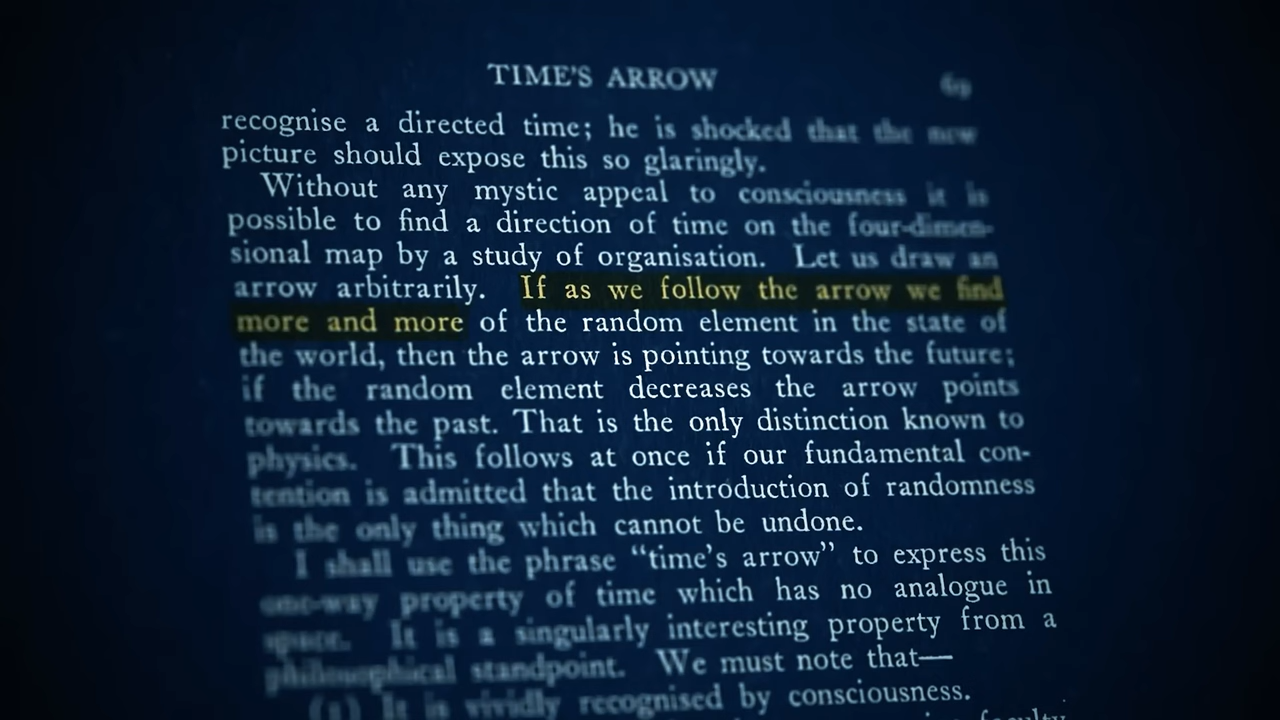 TIME'S ARROW 69
recognise a directed time; he is shocked that the new
picture should expose this so glaringly.
Without any mystic appeal to consciousness it is
possible to find a direction of time on the four-dimen-
sional map by a study of organisation. Let us draw an
arrow arbitrarily. If as we follow the arrow we find
more and more of the random element in the state of
the world, then the arrow is pointing towards the future;
if the random element decreases the arrow points
towards the past. That is the only distinction known to
physics. This follows at once if our fundamental con-
tention is admitted that the introduction of randomness
is the only thing which cannot be undone.
I shall use the phrase “time's arrow” to express this
one-way property of time which has no analogue in
space. It is a singularly interesting property from a
philosophical standpoint. We must note that—
(1) It is vividly recognised by consciousness.
faculty